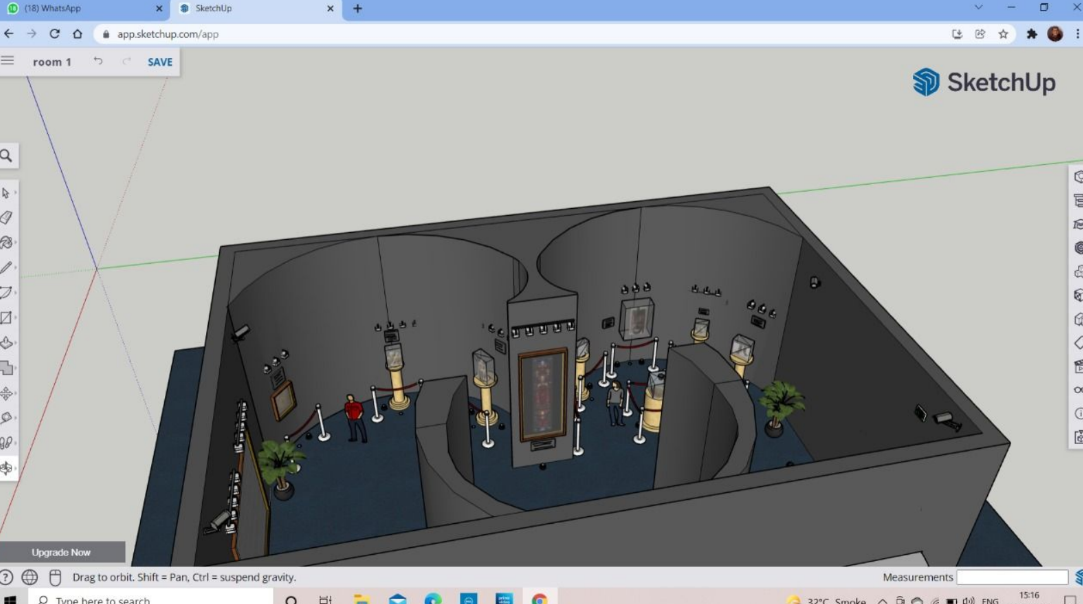 (18) WhatsApp
SketchUp
app.sketchup.com/app
room 1
SAVE
SketchUp
Upgrade Now
Drag to orbit. Shift = Pan, Ctrl = suspend gravity.
Measurements
Type here to search
32°C Smoke
ENG
15:16